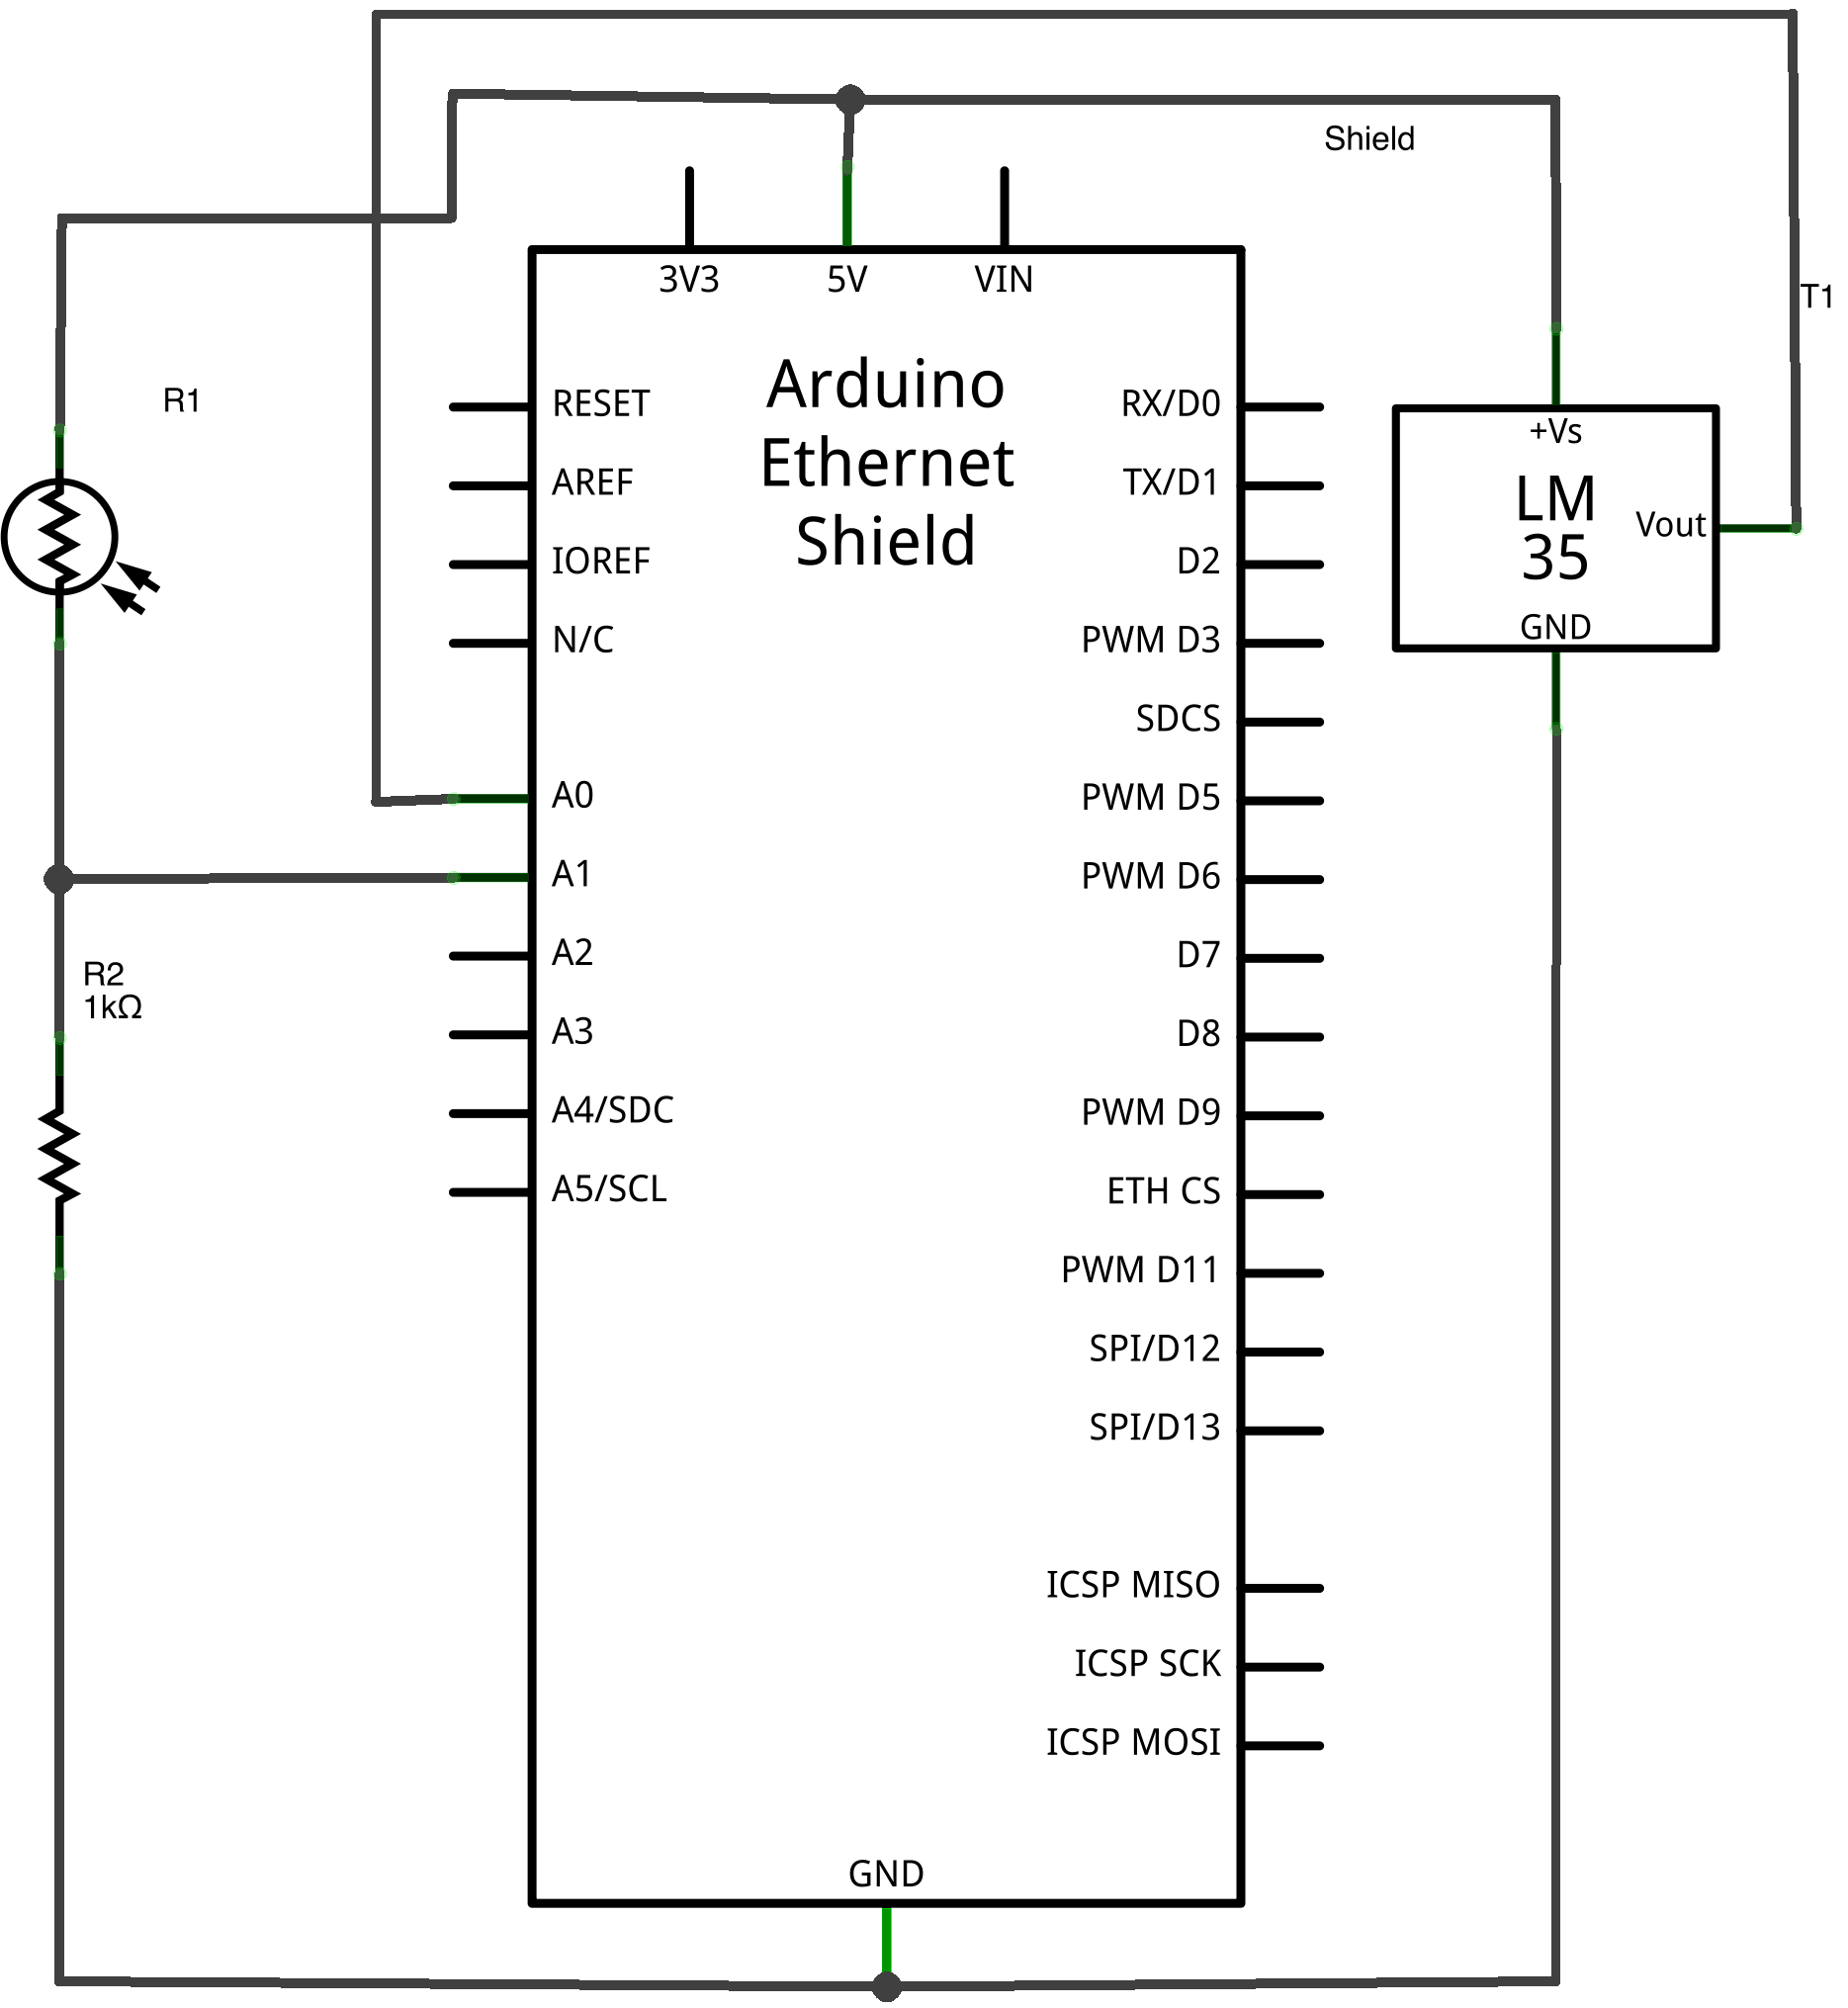 Shield
T1
R1
R2
1kΩ
3V3
5V
VIN
Arduino
Ethernet
Shield
RESET
AREF
IOREF
N/C
A0
A1
A2
A3
A4/SDC
A5/SCL
RX/D0
TX/D1
D2
PWM D3
SDCS
PWM D5
PWM D6
D7
D8
PWM D9
ETH CS
PWM D11
SPI/D12
SPI/D13
ICSP MISO
ICSP SCK
ICSP MOSI
GND
+Vs
LM
35
Vout
GND